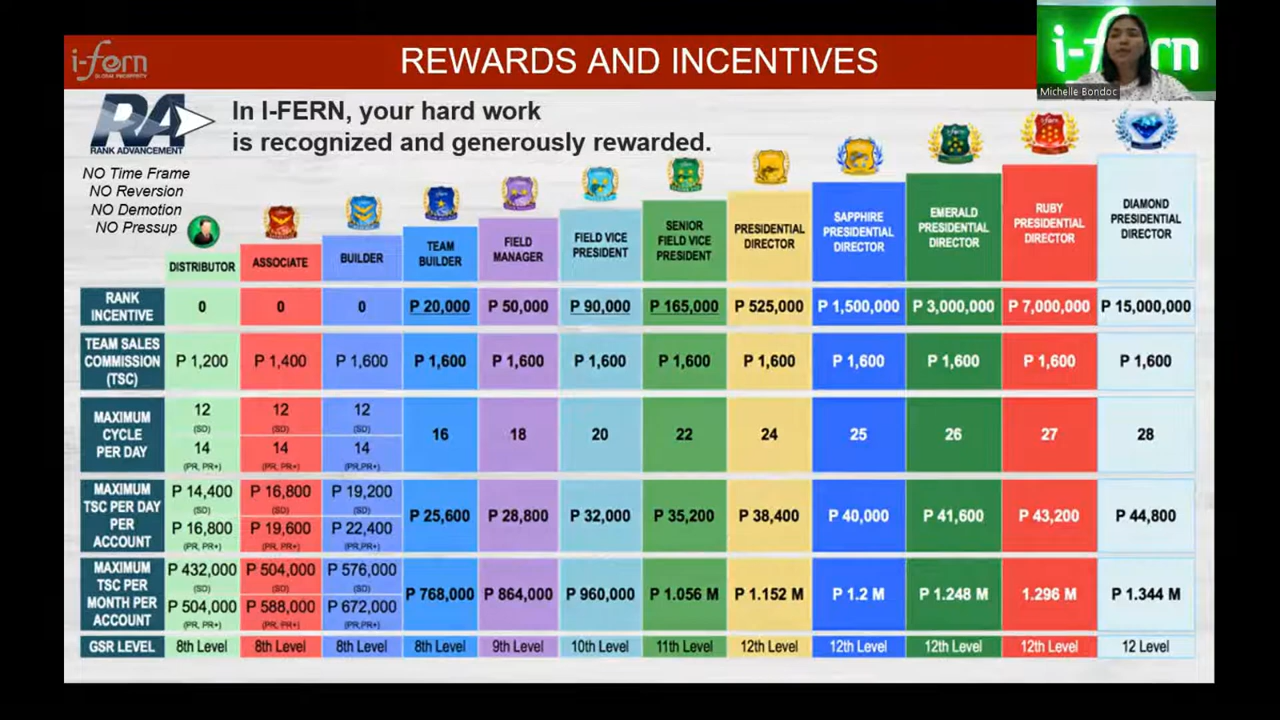 i-fern
GLOBAL PROSPERITY
REWARDS AND INCENTIVES
i-fern
Michelle Bondoc
RA
RANK ADVANCEMENT
In I-FERN, your hard work
is recognized and generously rewarded.
NO Time Frame
NO Reversion
NO Demotion
NO Pressup
DISTRIBUTOR
ASSOCIATE
BUILDER
TEAM
BUILDER
FIELD
MANAGER
FIELD VICE
PRESIDENT
SENIOR
FIELD VICE
PRESIDENT
PRESIDENTIAL
DIRECTOR
SAPPHIRE
PRESIDENTIAL
DIRECTOR
EMERALD
PRESIDENTIAL
DIRECTOR
RUBY
PRESIDENTIAL
DIRECTOR
DIAMOND
PRESIDENTIAL
DIRECTOR
RANK
INCENTIVE
0
0
0
P 20,000
P 50,000
P 90,000
P 165,000
P 525,000
P 1,500,000
P 3,000,000
P 7,000,000
P 15,000,000
TEAM SALES
COMMISSION
(TSC)
P 1,200
P 1,400
P 1,600
P 1,600
P 1,600
P 1,600
P 1,600
P 1,600
P 1,600
P 1,600
P 1,600
P 1,600
MAXIMUM
CYCLE
PER DAY
12
(SD)
14
(PR, PR+)
12
(SD)
14
(PR, PR+)
12
(SD)
14
(PR,PR+)
16
18
20
22
24
25
26
27
28
MAXIMUM
TSC PER DAY
PER
ACCOUNT
P 14,400
(SD)
P 16,800
(PR, PR+)
P 16,800
(SD)
P 19,600
(PR, PR+)
P 19,200
(SD)
P 22,400
(PR,PR+)
P 25,600
P 28,800
P 32,000
P 35,200
P 38,400
P 40,000
P 41,600
P 43,200
P 44,800
MAXIMUM
TSC PER
MONTH PER
ACCOUNT
P 432,000
(SD)
P 504,000
(PR, PR+)
P 504,000
(SD)
P 588,000
(PR, PR+)
P 576,000
(SD)
P 672,000
(PR, PR+)
P 768,000
P 864,000
P 960,000
P 1.056 M
P 1.152 M
P 1.2 M
P 1.248 M
1.296 M
P 1.344 M
GSR LEVEL
8th Level
8th Level
8th Level
8th Level
9th Level
10th Level
11th Level
12th Level
12th Level
12th Level
12th Level
12 Level